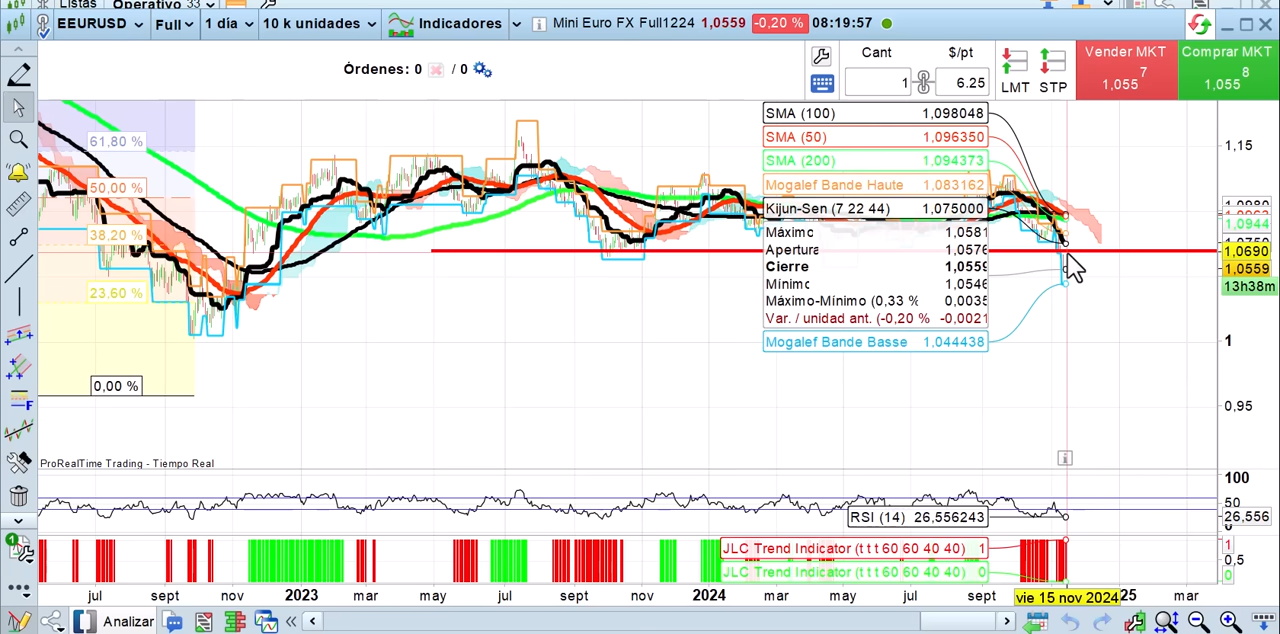 Listas Operativo 33
EEURUSD Full 1 día 10 k unidades Indicadores Mini Euro FX Full1224 1,0559 -0,20 % 08:19:57
Órdenes: 0 / 0
Cant $/pt
1 6.25
LMT STP
Vender MKT
1,055 7
Comprar MKT
1,055 8
61,80 %
50,00 %
38,20 %
23,60 %
0,00 %
SMA (100) 1,098048
SMA (50) 1,096350
SMA (200) 1,094373
Mogalef Bande Haute 1,083162
Kijun-Sen (7 22 44) 1,075000
Máximo 1,0581
Apertura 1,0576
Cierre 1,0559
Mínimo 1,0546
Máximo-Mínimo (0,33 % 0,0035
Var. / unidad ant. (-0,20 % -0,0021
Mogalef Bande Basse 1,044438
1,15
1,0944
1,0690
1,0559
13h38m
1
0,95
ProRealTime Trading - Tiempo Real
100
50
26,556
0
RSI (14) 26,556243
JLC Trend Indicator (t t t 60 60 40 40) 1
JLC Trend Indicator (t t t 60 60 40 40) 0
1
0,5
0
jul sept nov 2023 mar may jul sept nov 2024 mar may jul sept vie 15 nov 2024 25 mar
Analizar